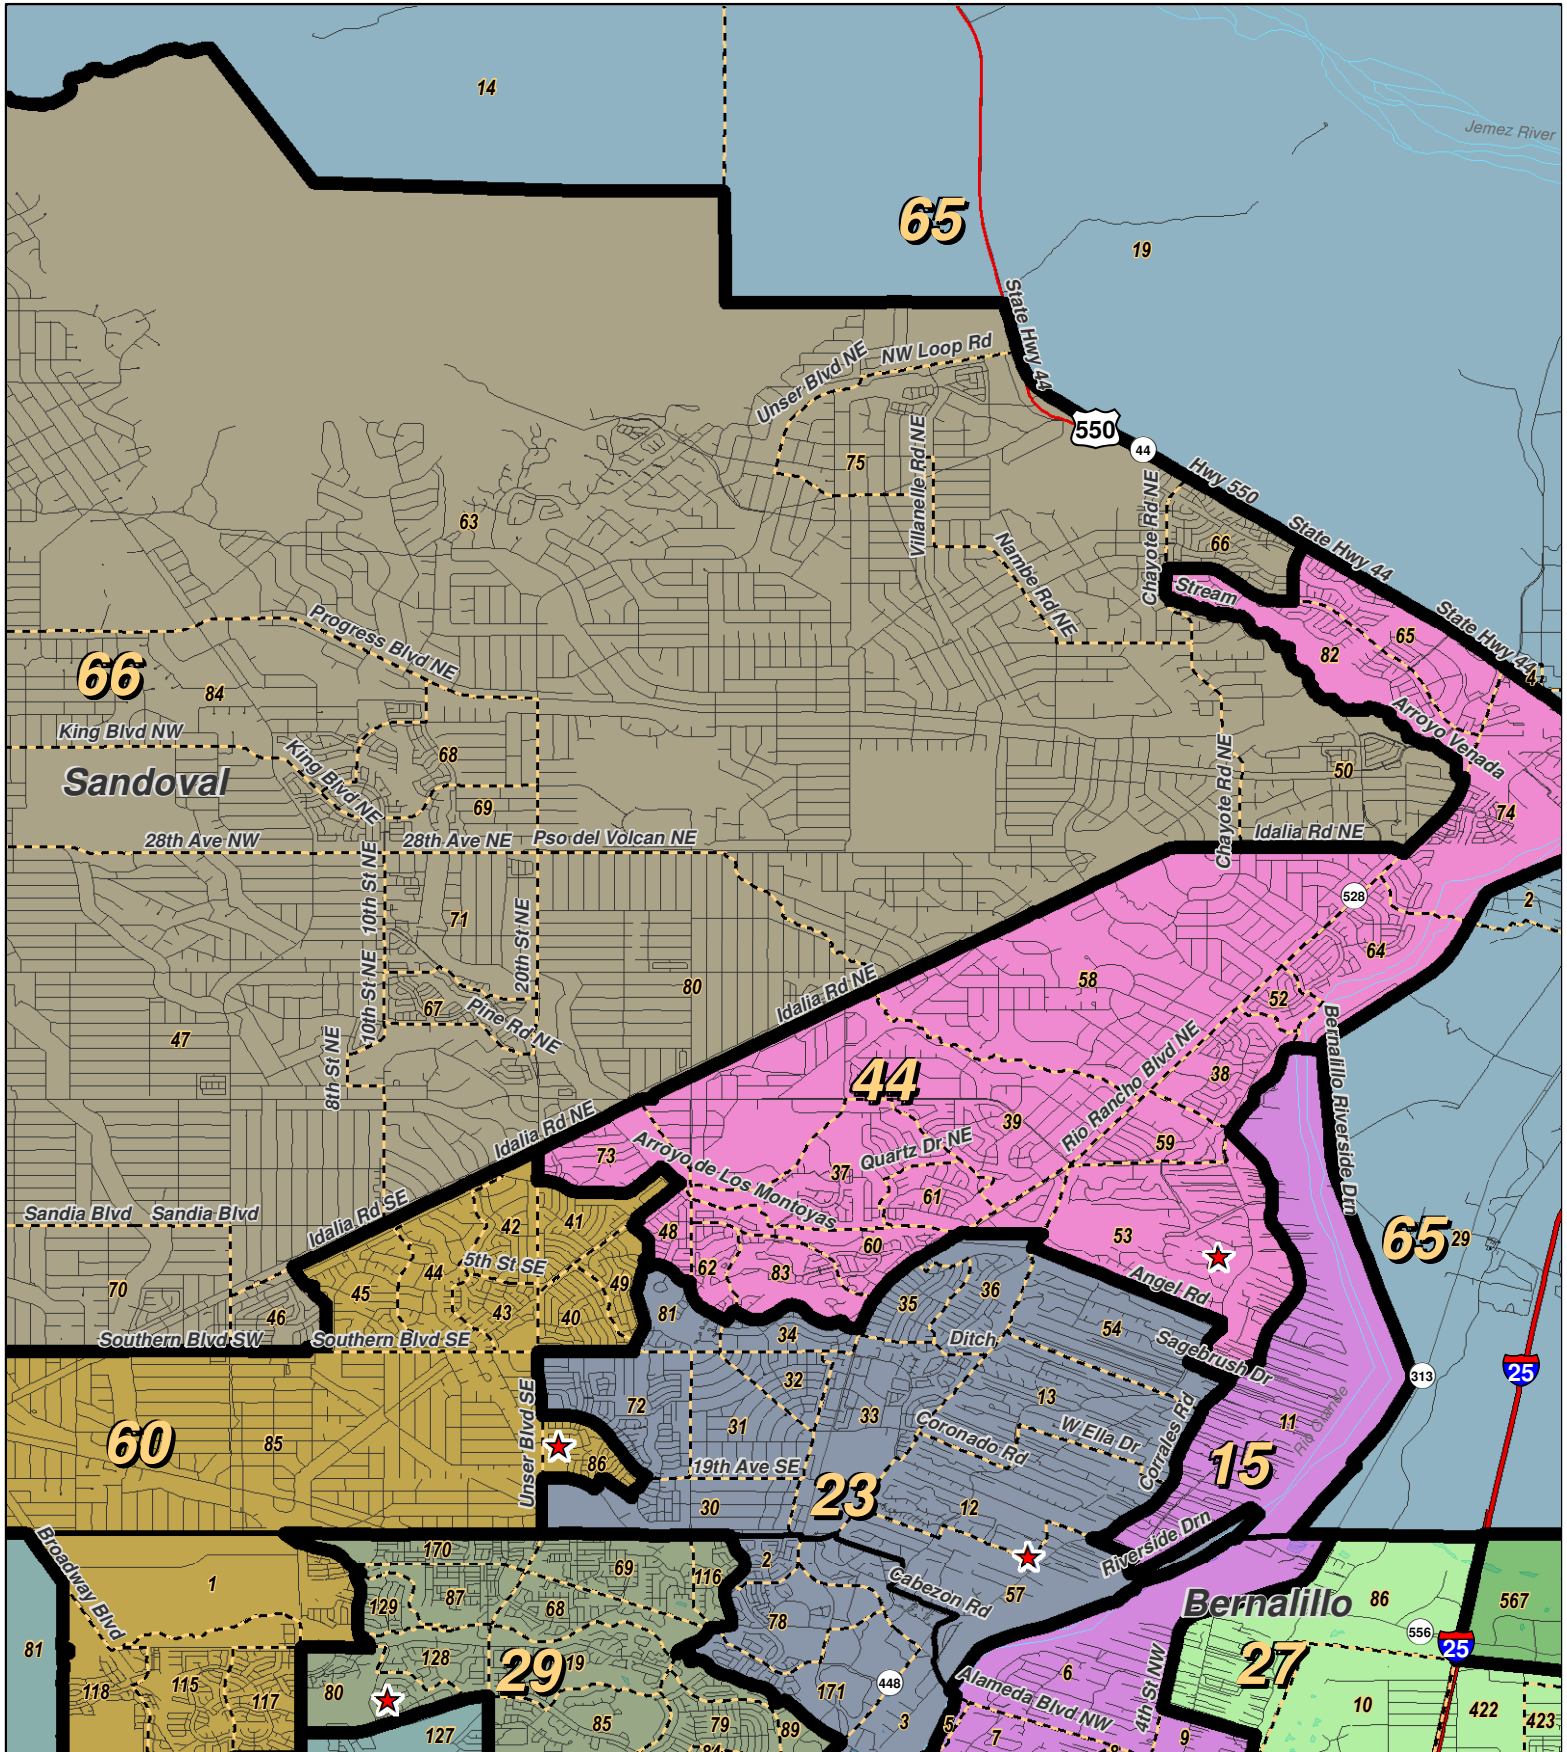 14
Jemez River
65
19
State Hwy 44
NW Loop Rd
Unser Blvd NE
550
44
Hwy 550
75
Villanelle Rd NE
63
Chayote Rd NE
66
State Hwy 44
Nambe Rd NE
Stream
State Hwy 44
65
82
4
Progress Blvd NE
66
84
King Blvd NW
King Blvd NE
68
Arroyo Venada
Sandoval
50
Chayote Rd NE
69
74
28th Ave NW
28th Ave NE
Pso del Volcan NE
Idalia Rd NE
10th St NE
528
2
71
20th St NE
64
80
Idalia Rd NE
58
52
67
Pine Rd NE
10th St NE
47
8th St NE
Bernalillo Riverside Drn
44
38
Rio Rancho Blvd NE
39
Idalia Rd NE
59
73
Arroyo de Los Montoyas
Quartz Dr NE
37
61
Sandia Blvd
Sandia Blvd
Idalia Rd SE
42
41
48
53
65
29
60
5th St SE
62
83
44
49
70
45
43
40
46
81
35
36
Angel Rd
54
34
Ditch
Southern Blvd SW
Southern Blvd SE
Sagebrush Dr
25
313
32
72
13
31
33
Coronado Rd
W Ella Dr
Corrales Rd
11
Rio Grande
60
85
Unser Blvd SE
86
19th Ave SE
15
23
30
12
Riverside Drn
Broadway Blvd
170
69
2
116
1
129
87
68
Cabezon Rd
57
Bernalillo
86
567
556
25
78
81
128
29
19
27
118
115
117
80
171
448
6
Alameda Blvd NW
4th St NW
10
422
423
127
85
79
89
3
5
7
8
9
84